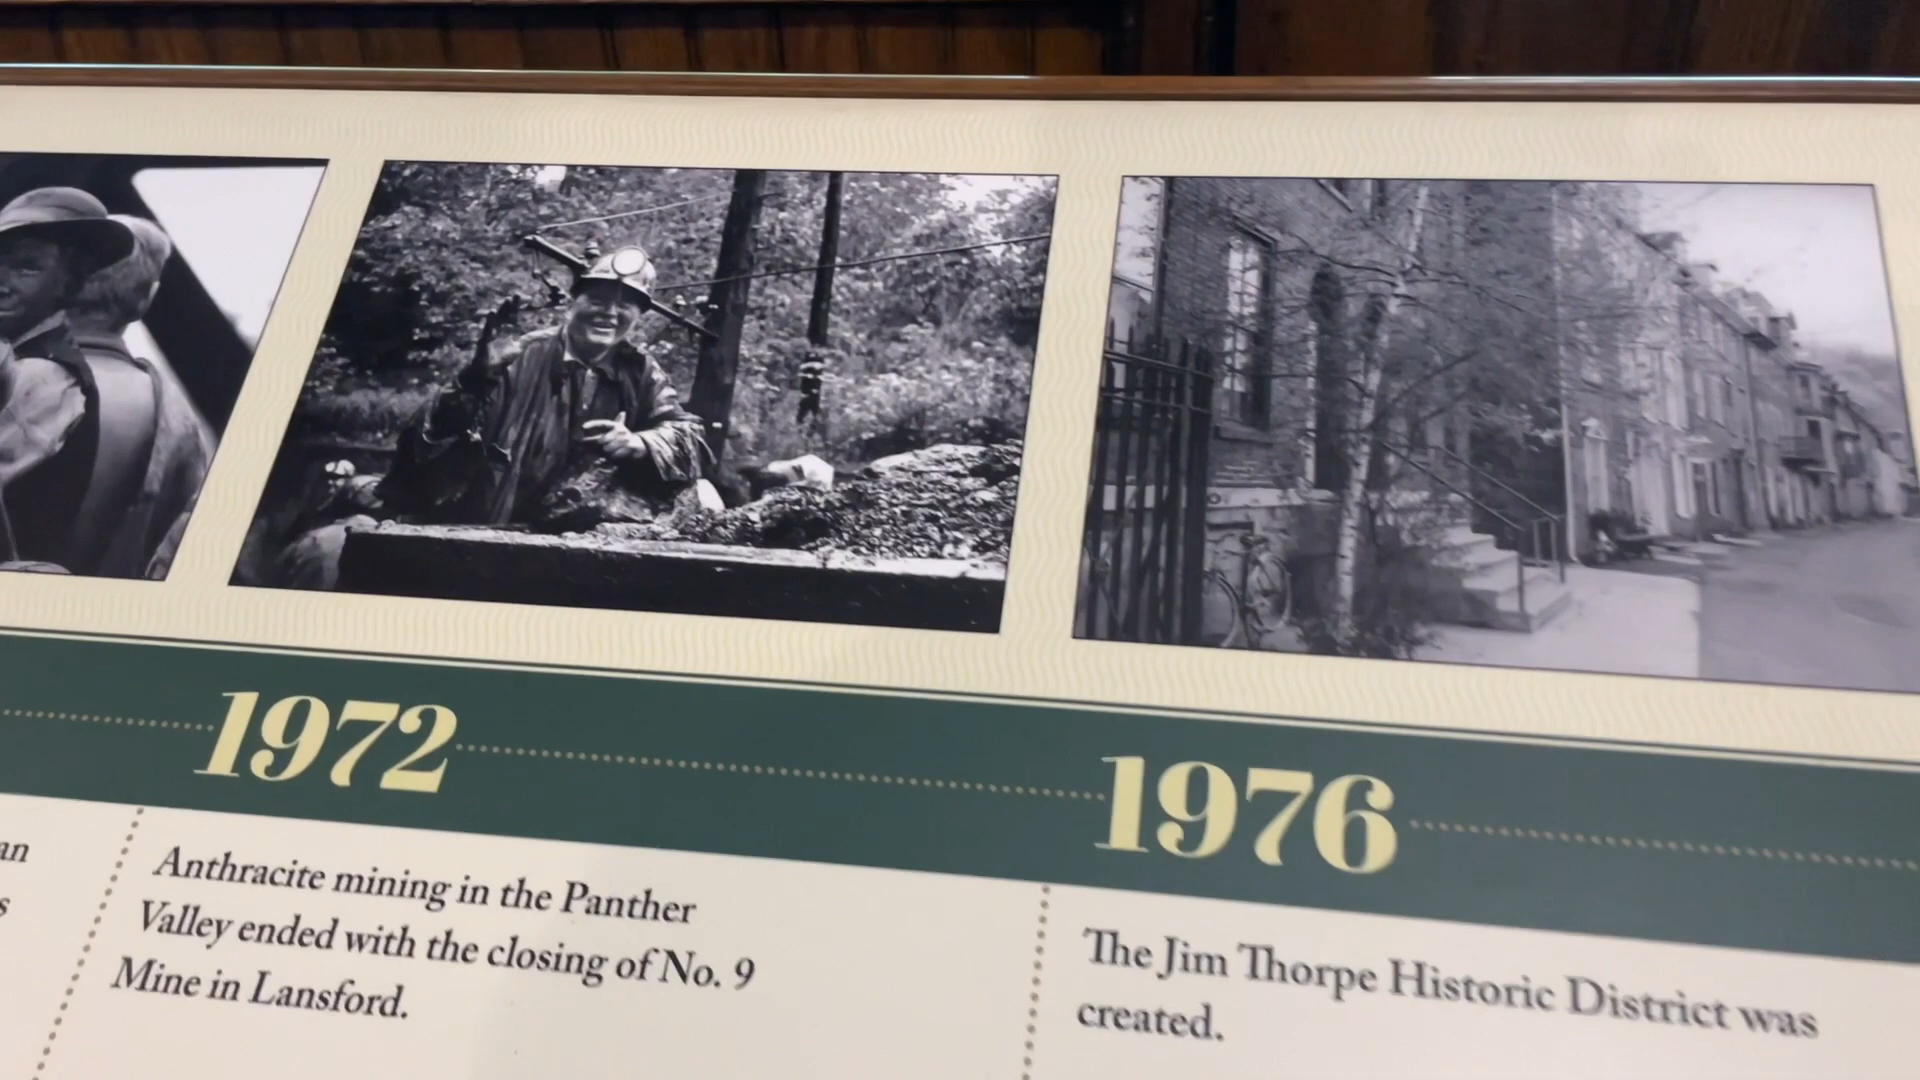 1972
1976
an
s
Anthracite mining in the Panther
Valley ended with the closing of No. 9
Mine in Lansford.
The Jim Thorpe Historic District was
created.